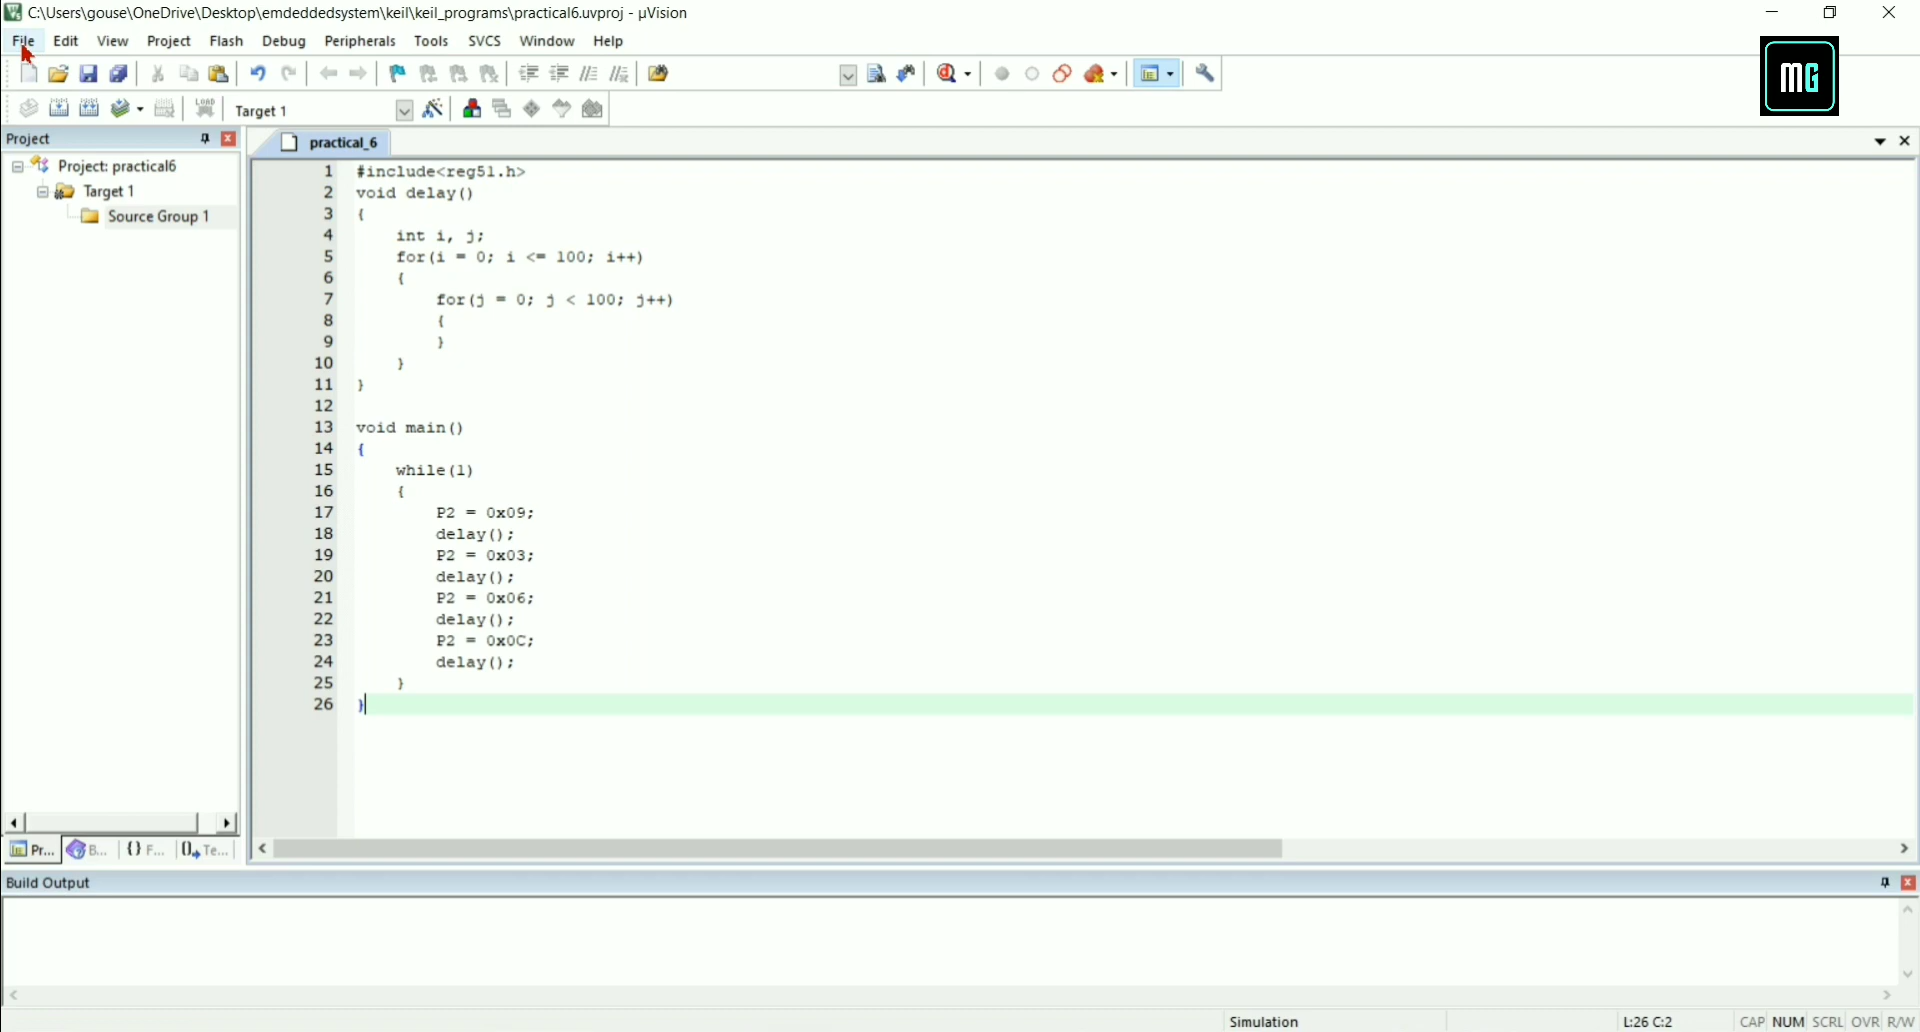 C:\Users\gouse\OneDrive\Desktop\emdeddedsystem\keil\keil_programs\practical6.uvproj - µVision
File Edit View Project Flash Debug Peripherals Tools SVCS Window Help
MG
LOAD
Target 1
Project
practical_6
Project: practical6
Target 1
Source Group 1
1 #include<reg51.h>
2 void delay()
3 {
4 int i, j;
5 for(i = 0; i <= 100; i++)
6 {
7 for(j = 0; j < 100; j++)
8 {
9 }
10 }
11 }
12
13 void main()
14 {
15 while(1)
16 {
17 P2 = 0x09;
18 delay();
19 P2 = 0x03;
20 delay();
21 P2 = 0x06;
22 delay();
23 P2 = 0x0C;
24 delay();
25 }
26 }
Pr... B... {} F... Te...
Build Output
Simulation L:26 C:2 CAP NUM SCRL OVR R/W